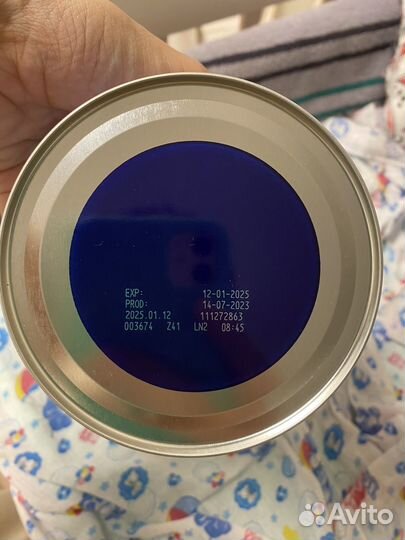 EXP: 12-01-2025
PROD: 14-07-2023
2025.01.12 111272863
003674 Z41 LN2 08:45
Avito